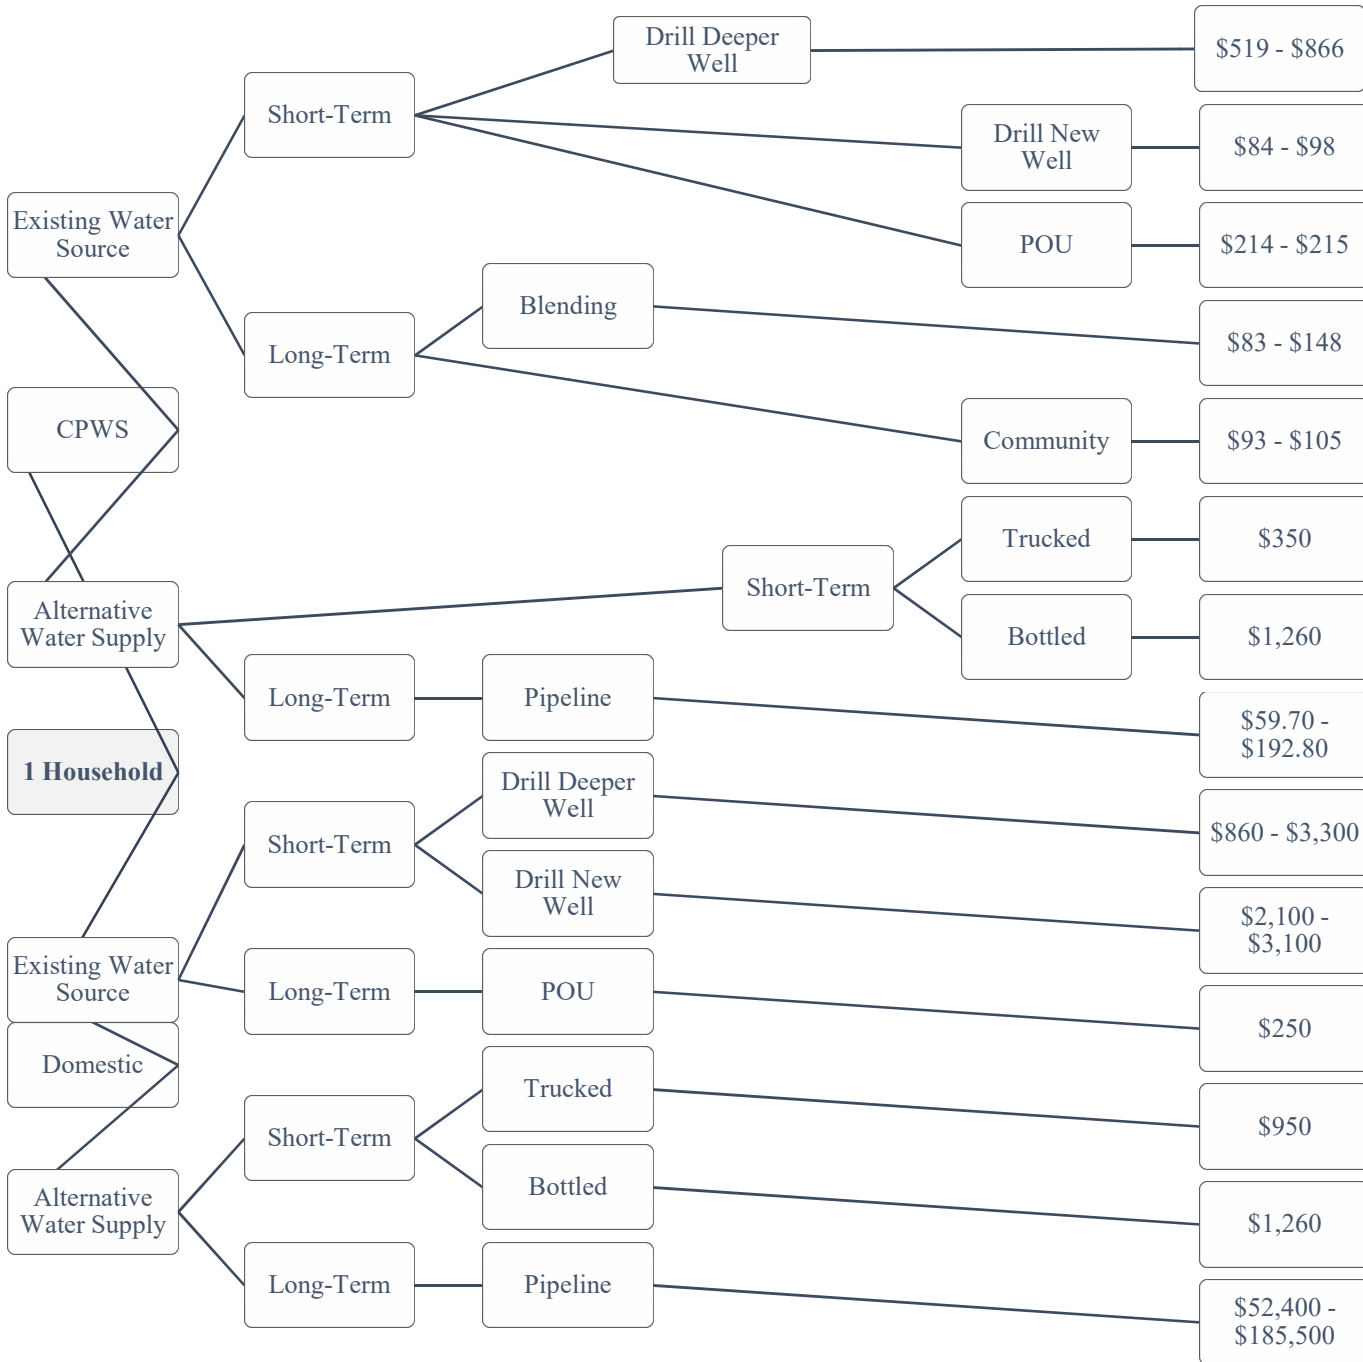 Drill Deeper
Well
$519 - $866
Short-Term
Drill New
Well
$84 - $98
Existing Water
Source
POU
$214 - $215
Blending
$83 - $148
Long-Term
CPWS
Community
$93 - $105
Trucked
$350
Short-Term
Alternative
Water Supply
Bottled
$1,260
Long-Term
Pipeline
$59.70 -
$192.80
1 Household
Drill Deeper
Well
$860 - $3,300
Short-Term
Drill New
Well
$2,100 -
$3,100
Existing Water
Source
Long-Term
POU
$250
Domestic
Trucked
$950
Short-Term
Bottled
$1,260
Alternative
Water Supply
Long-Term
Pipeline
$52,400 -
$185,500